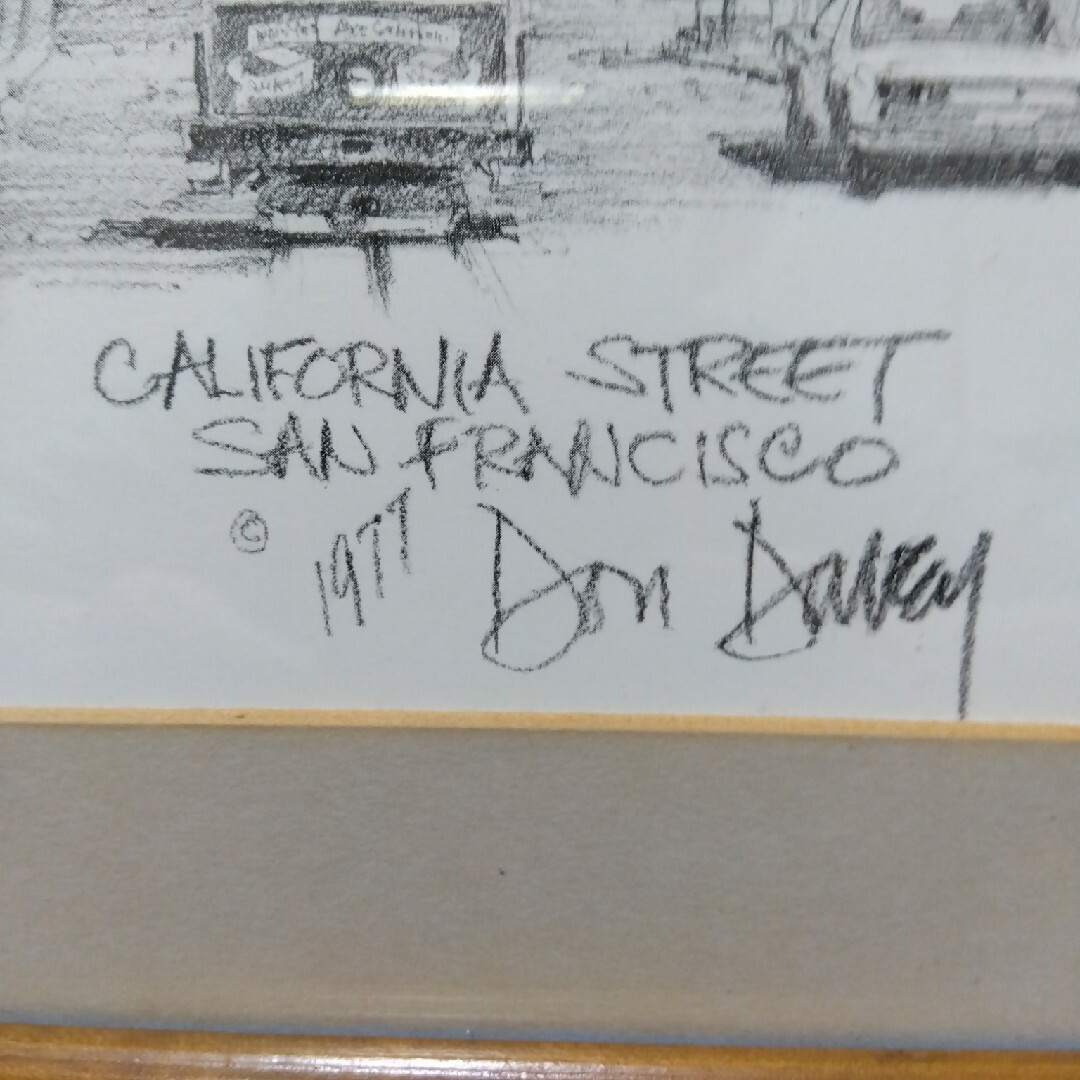 CALIFORNIA STREET
SAN FRANCISCO
© 1977 Don Davey